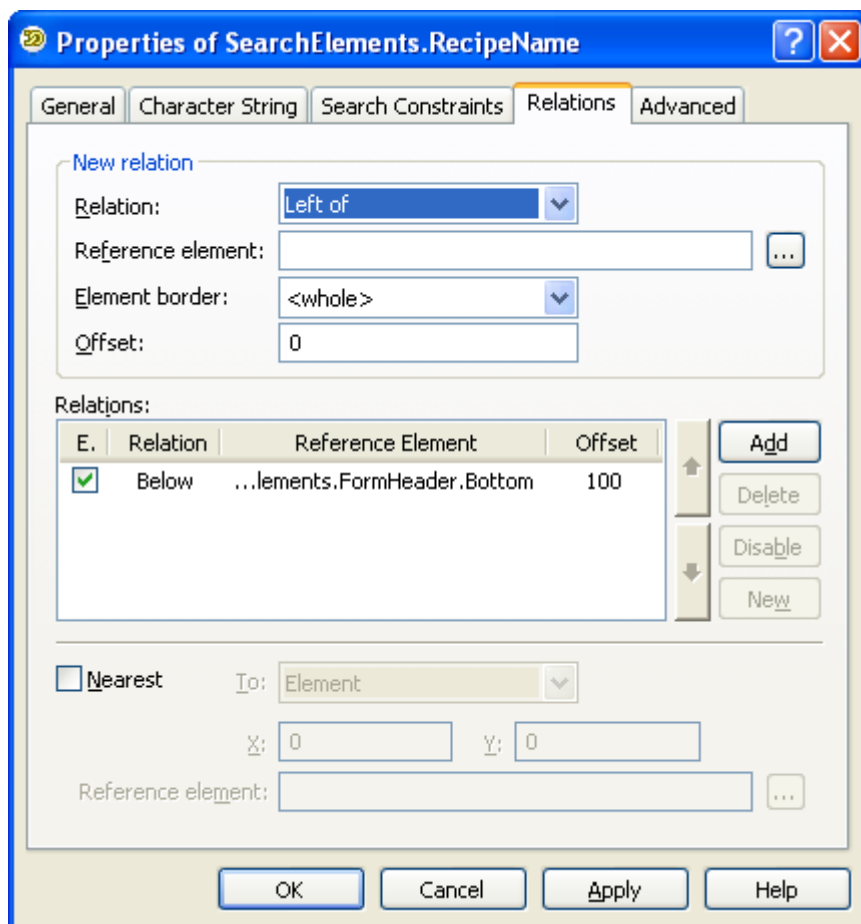 Properties of SearchElements.RecipeName
General Character String Search Constraints Relations Advanced
New relation
Relation: Left of
Reference element: ...
Element border: <whole>
Offset: 0
Relations:
E. Relation Reference Element Offset
Below ...lements.FormHeader.Bottom 100
Add
Delete
Disable
New
Nearest To: Element
X: 0 Y: 0
Reference element: ...
OK Cancel Apply Help